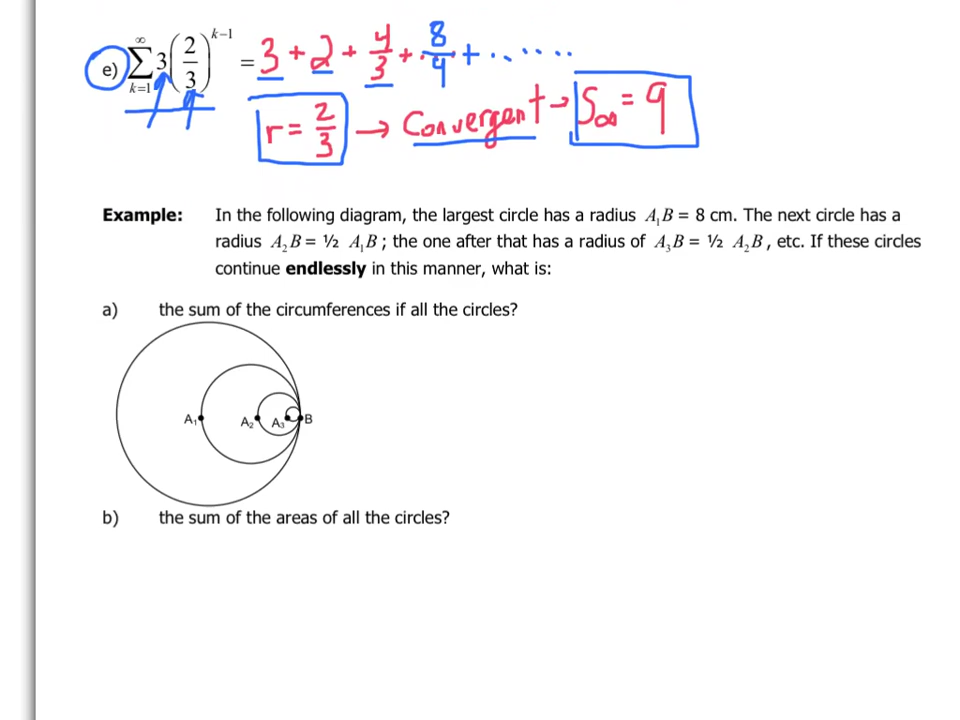 e) ∞ ∑ k=1 3(2/3)^k−1 = 3 + 2 + 4/3 + 8/9 + ......
r = 2/3 → Convergent → S∞ = 9
Example: In the following diagram, the largest circle has a radius A₁B = 8 cm. The next circle has a
radius A₂B = ½ A₁B ; the one after that has a radius of A₃B = ½ A₂B , etc. If these circles
continue endlessly in this manner, what is:
a) the sum of the circumferences if all the circles?
A₁ A₂ A₃ B
b) the sum of the areas of all the circles?